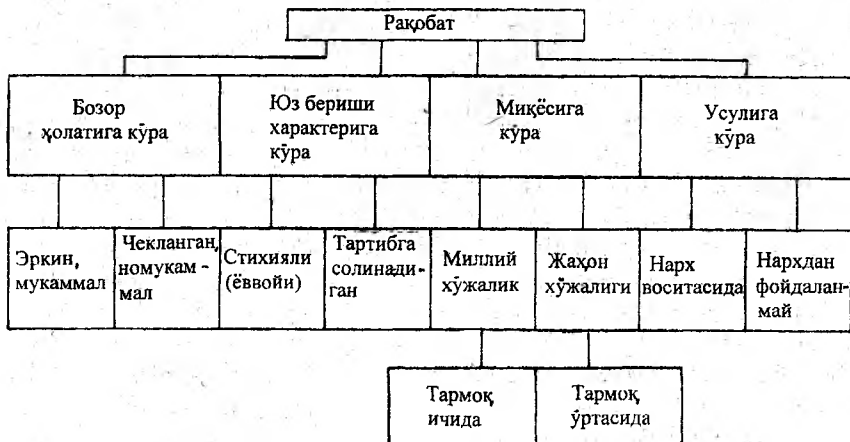 Рақобат
Бозор
ҳолатига кўра
Юз бериши
характерига
кўра
Миқёсига
кўра
Усулига
кўра
Эркин,
мукаммал
Чекланган,
номукам -
мал
Стихияли
(ёввойи)
Тартибга
солинади-
ган
Миллий
хўжалик
Жаҳон
хўжалиги
Нарх
воситасида
Нархдан
фойдалан-
май
Тармоқ
ичида
Тармоқ
ўртасида